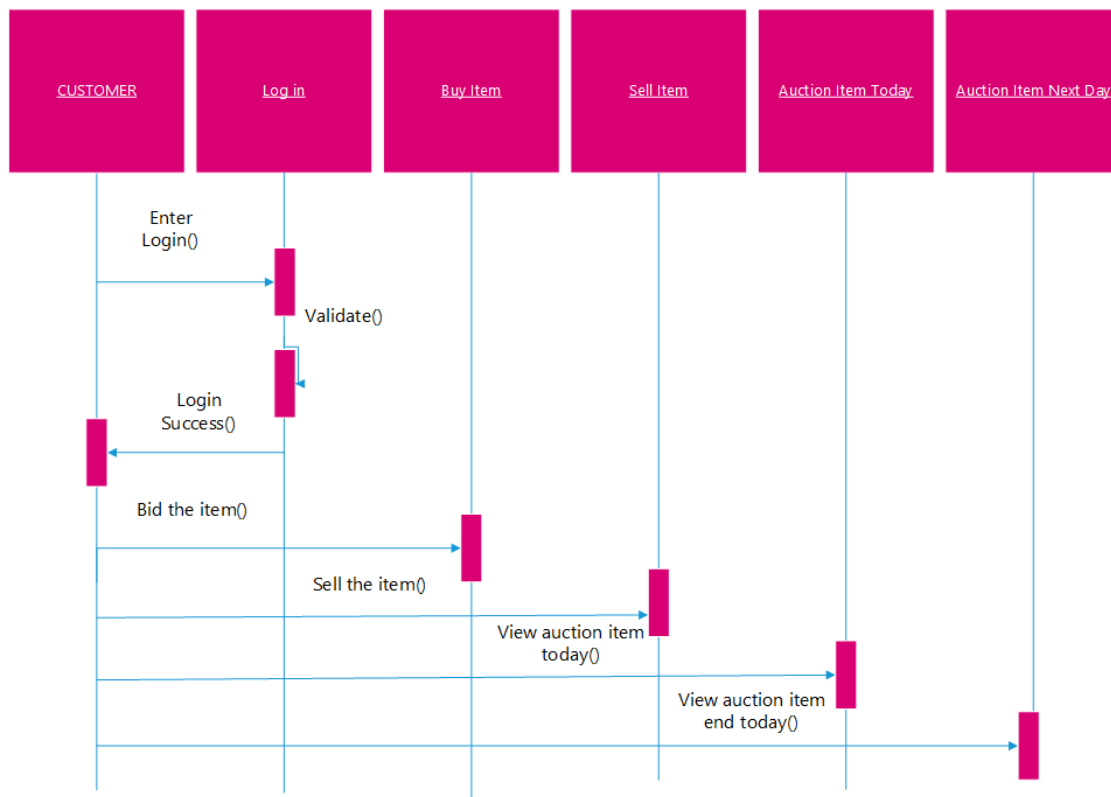 CUSTOMER
Log in
Buy Item
Sell Item
Auction Item Today
Auction Item Next Day
Enter
Login()
Validate()
Login
Success()
Bid the item()
Sell the item()
View auction item
today()
View auction item
end today()